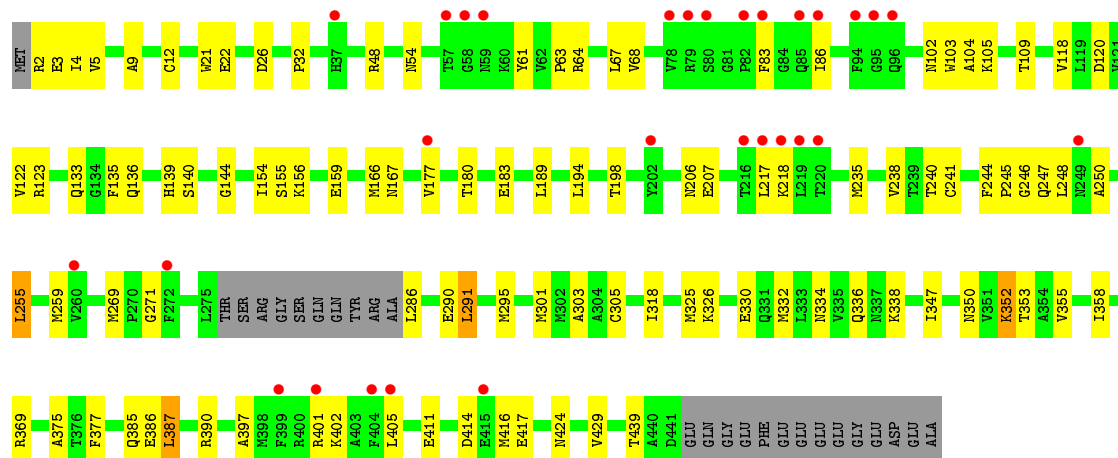 MET R2 E3 I4 V5 A9 C12 W21 E22 D26 P32 H37 R48 N54 T57 G58 N59 K60 Y61 V62 P63 R64 L67 V68 V78 R79 S80 G81 P82 F83 G84 Q85 I86 F94 G95 Q96 N102 W103 A104 K105 T109 V118 L119 D120 V121
V122 R123 Q133 G134 F135 Q136 H139 S140 G144 I154 S155 K156 E159 M166 N167 V177 T180 E183 L189 L194 T198 Y202 N206 E207 T216 L217 K218 L219 T220 M235 V238 T239 T240 C241 F244 P245 G246 Q247 L248 N249 A250
L255 M259 V260 M269 P270 G271 F272 L275 THR SER ARG GLY SER GLN GLN TYR ARG ALA L286 E290 L291 M295 M301 M302 A303 A304 C305 I318 M325 K326 E330 Q331 M332 L333 N334 V335 Q336 N337 K338 I347 N350 V351 K352 T353 A354 V355 I358
R369 A375 T376 F377 Q385 E386 L387 R390 A397 M398 F399 R400 R401 K402 A403 F404 L405 E411 D414 E415 M416 E417 N424 V429 T439 A440 D441 GLU GLN GLY GLU PHE GLU GLU GLU GLU GLU GLY GLU ASP GLU ALA